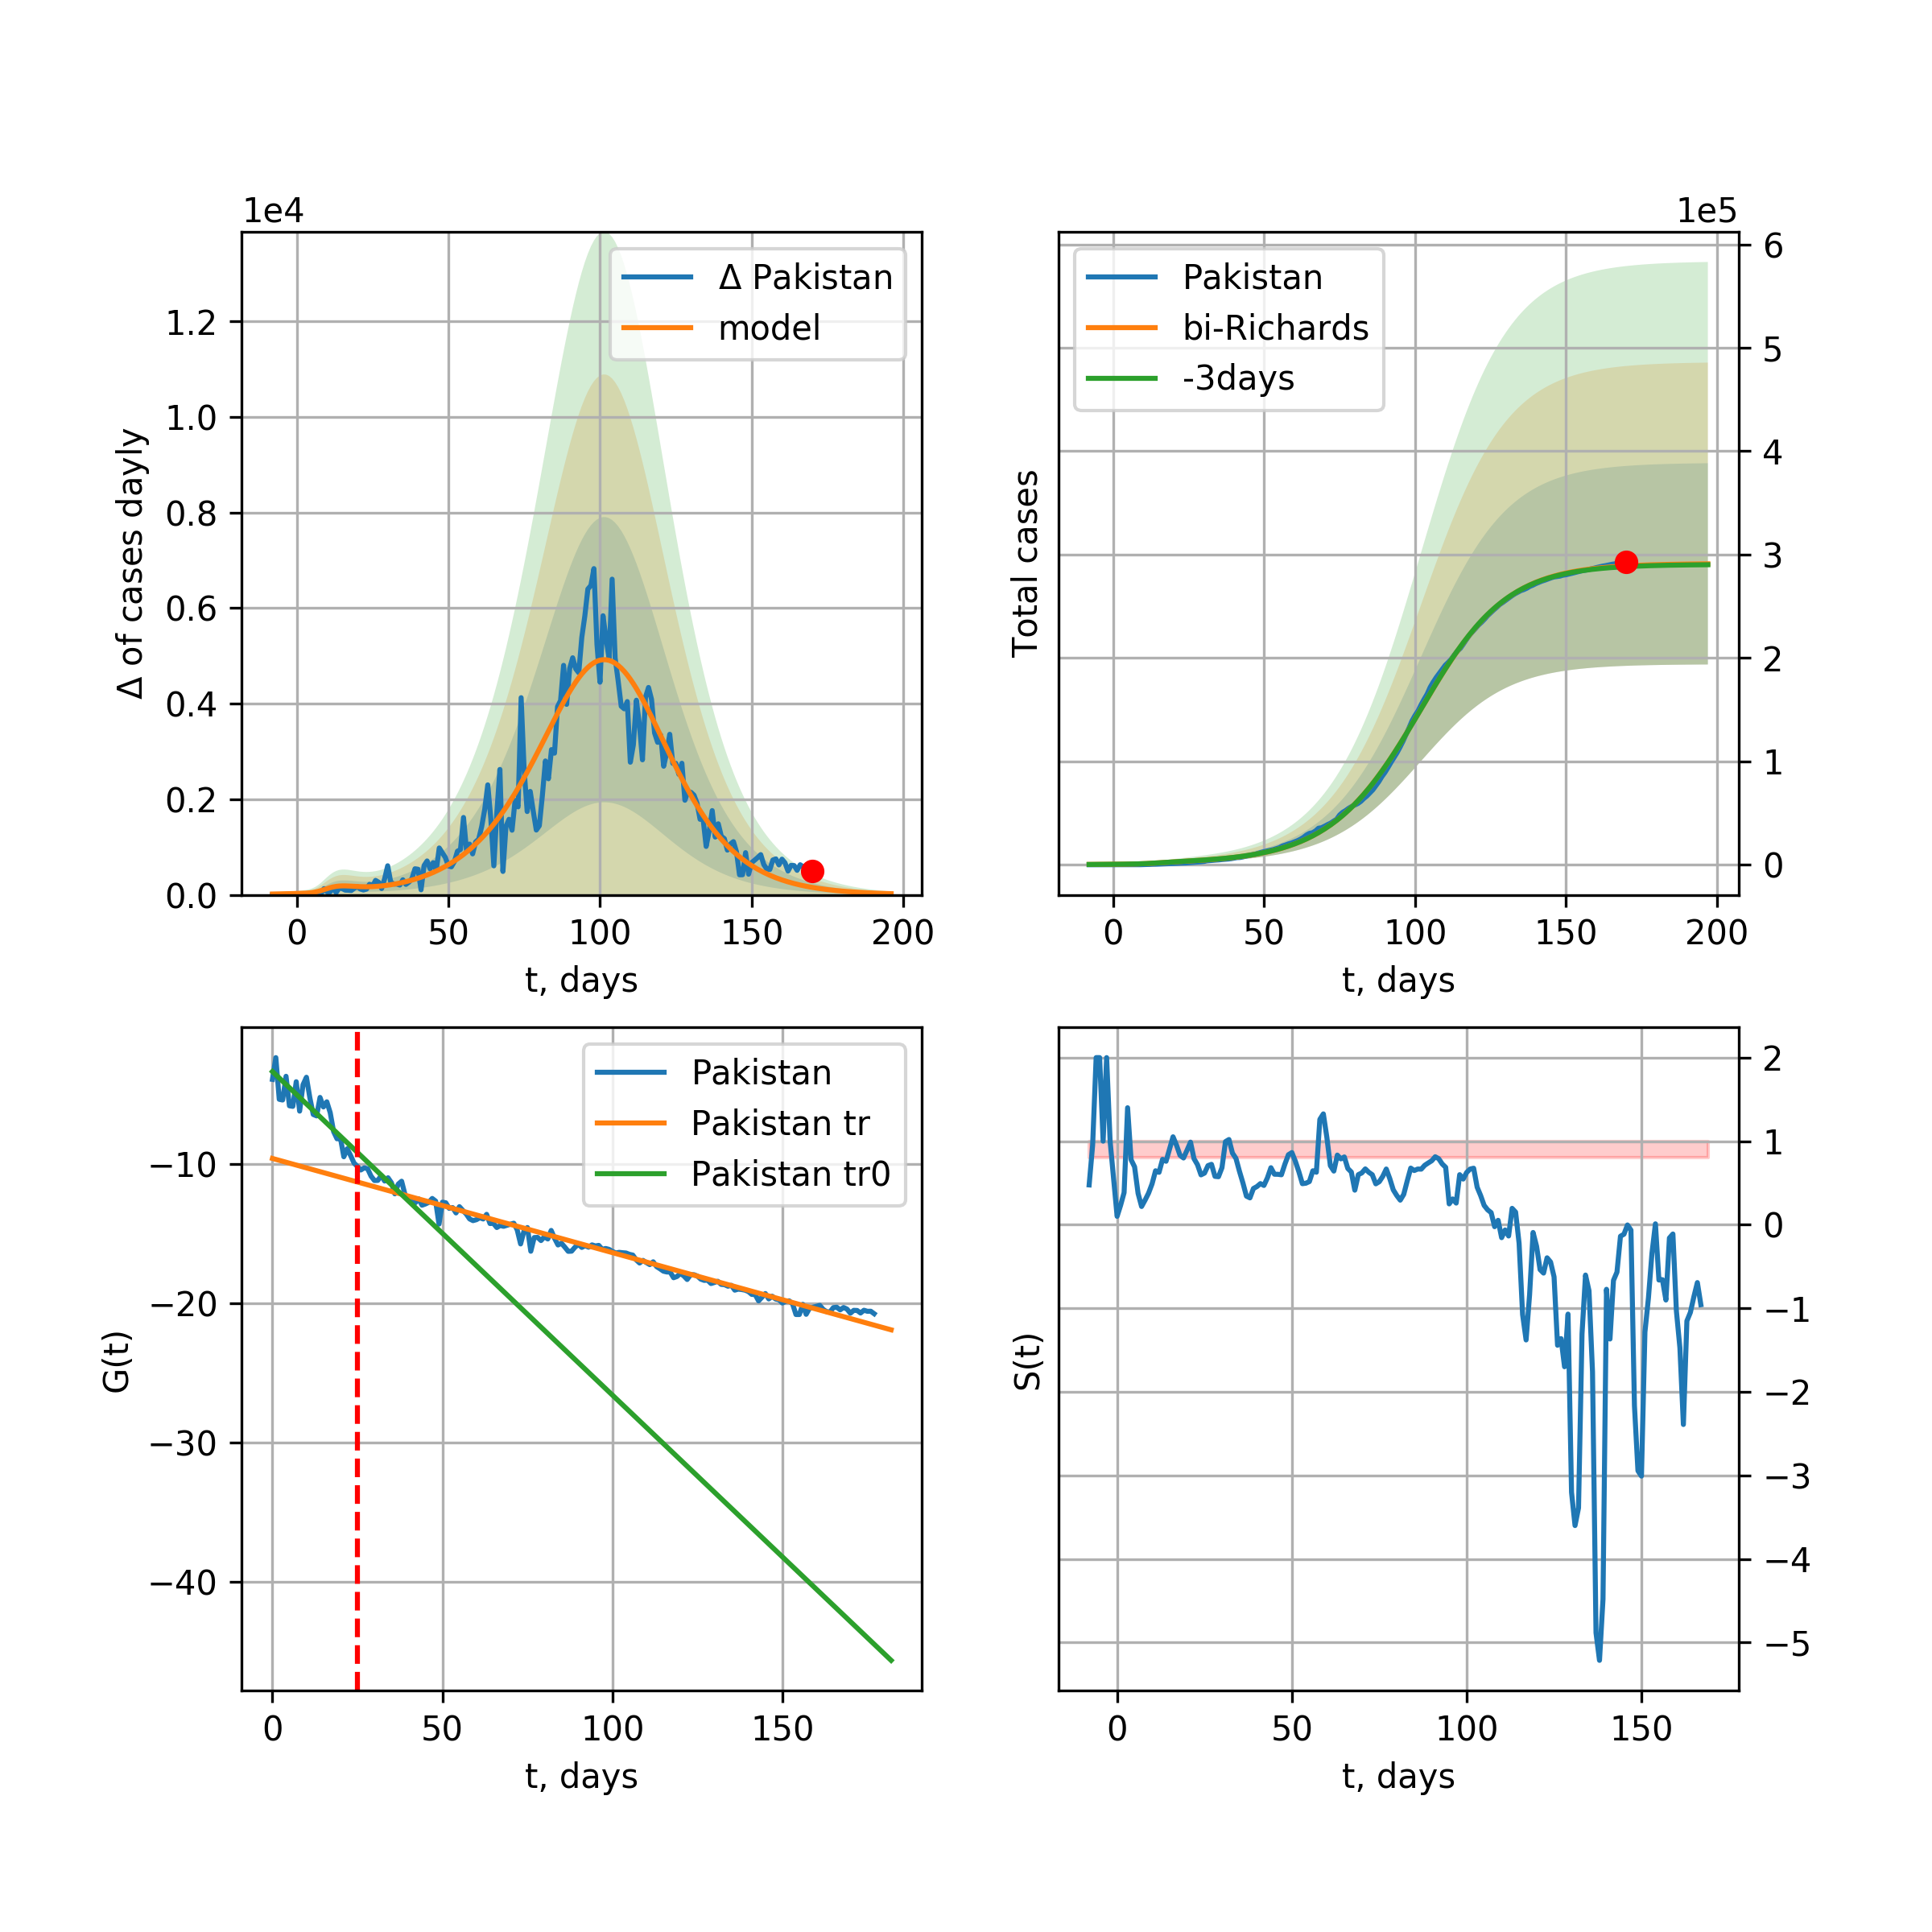 1e4
Δ of cases dayly
1.2
1.0
0.8
0.6
0.4
0.2
0.0
Δ Pakistan
model
0 50 100 150 200
t, days
1e5
Total cases
Pakistan
bi-Richards
-3days
6
5
4
3
2
1
0
0 50 100 150 200
t, days
G(t)
−10
−20
−30
−40
Pakistan
Pakistan tr
Pakistan tr0
0 50 100 150
t, days
S(t)
2
1
0
−1
−2
−3
−4
−5
0 50 100 150
t, days